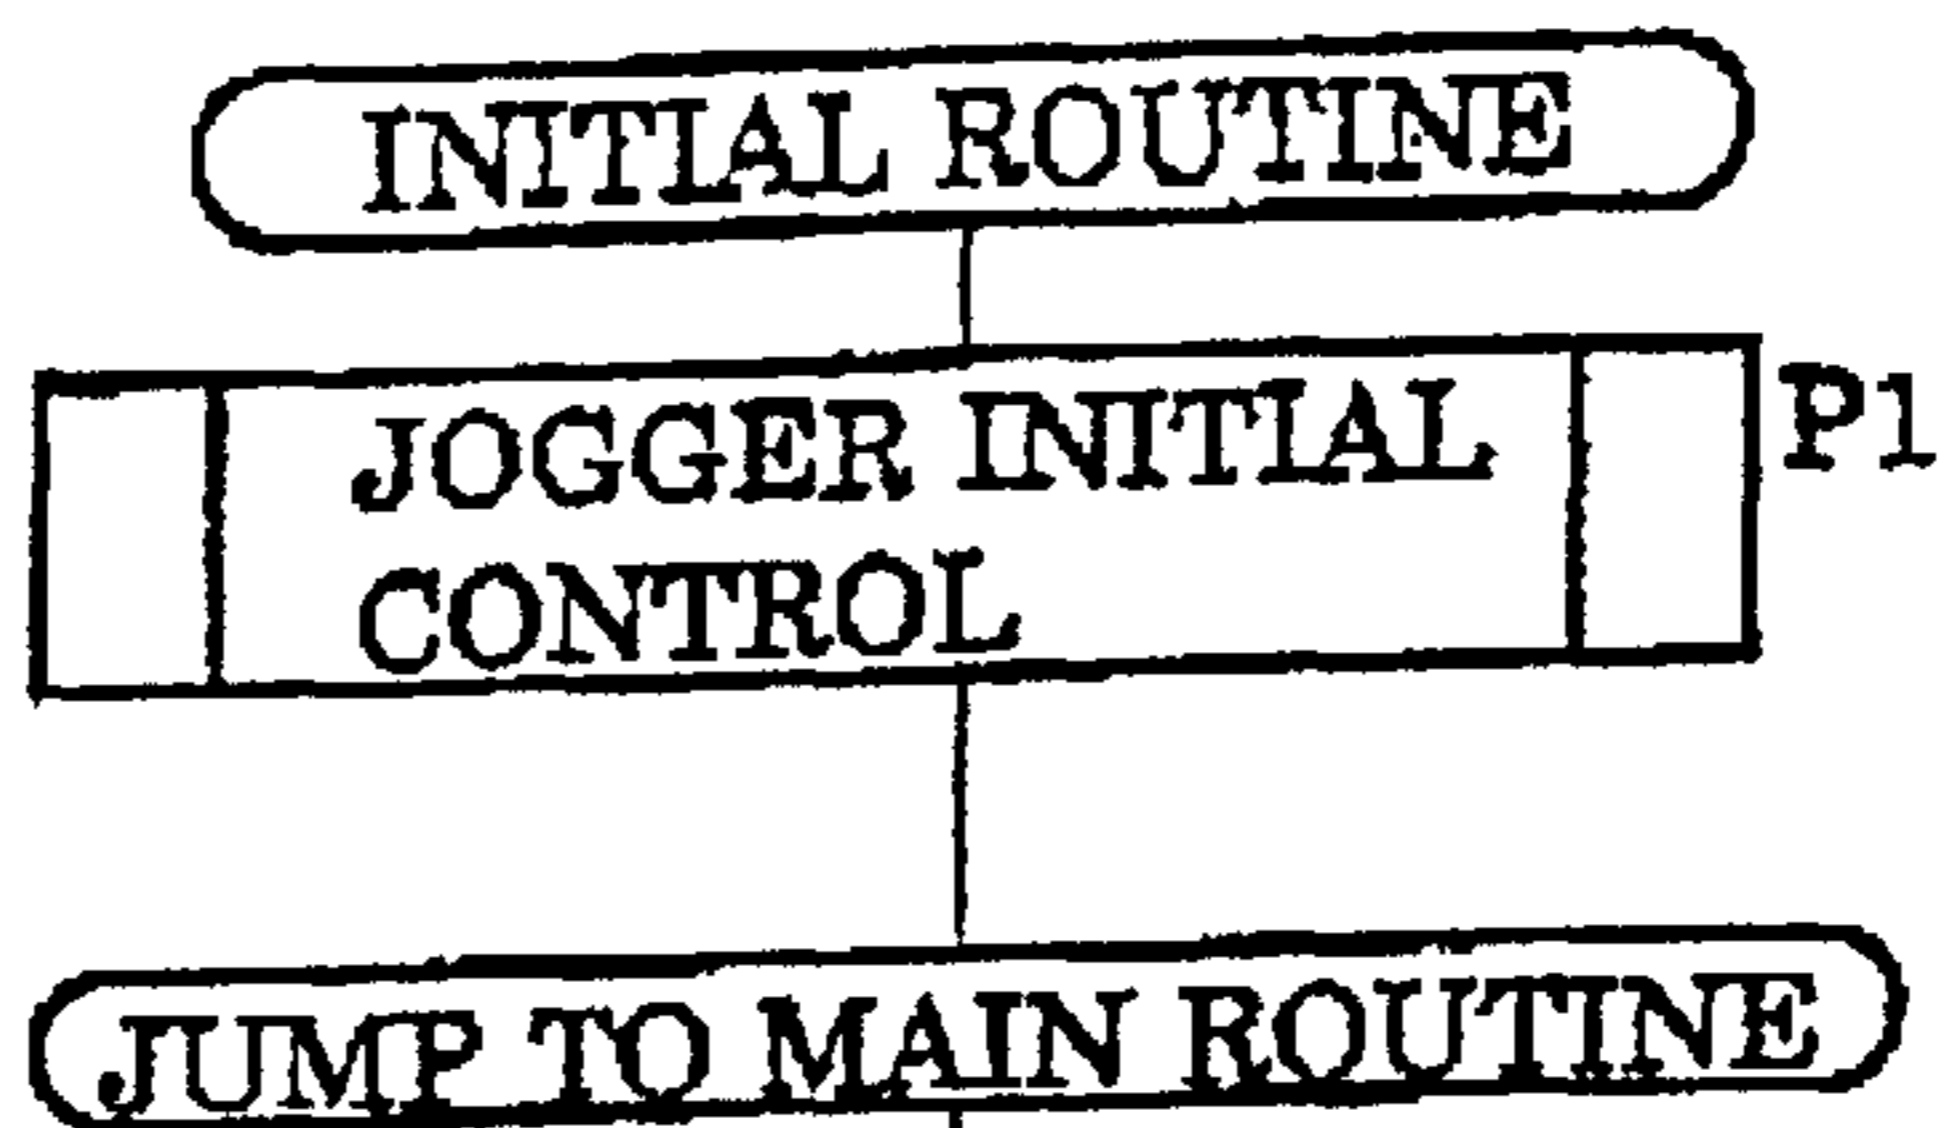 INITIAL ROUTINE
JOGGER INITIAL P1
CONTROL
JUMP TO MAIN ROUTINE